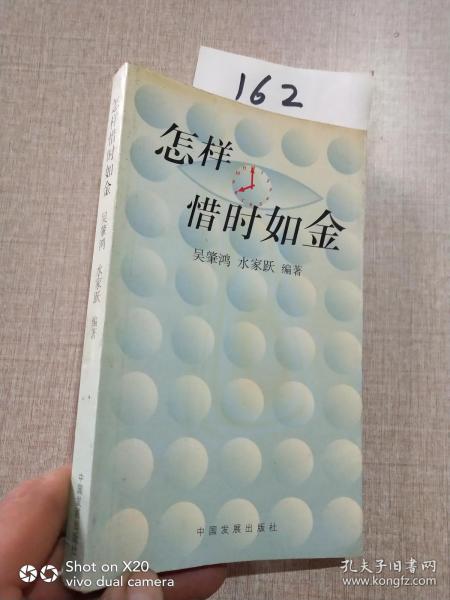 162
怎样
惜时如金
吴肇鸿 水家跃 编著
中国发展出版社
怎样惜时如金
吴肇鸿 水家跃 编著
Shot on X20
vivo dual camera
孔夫子旧书网
www.kongfz.com